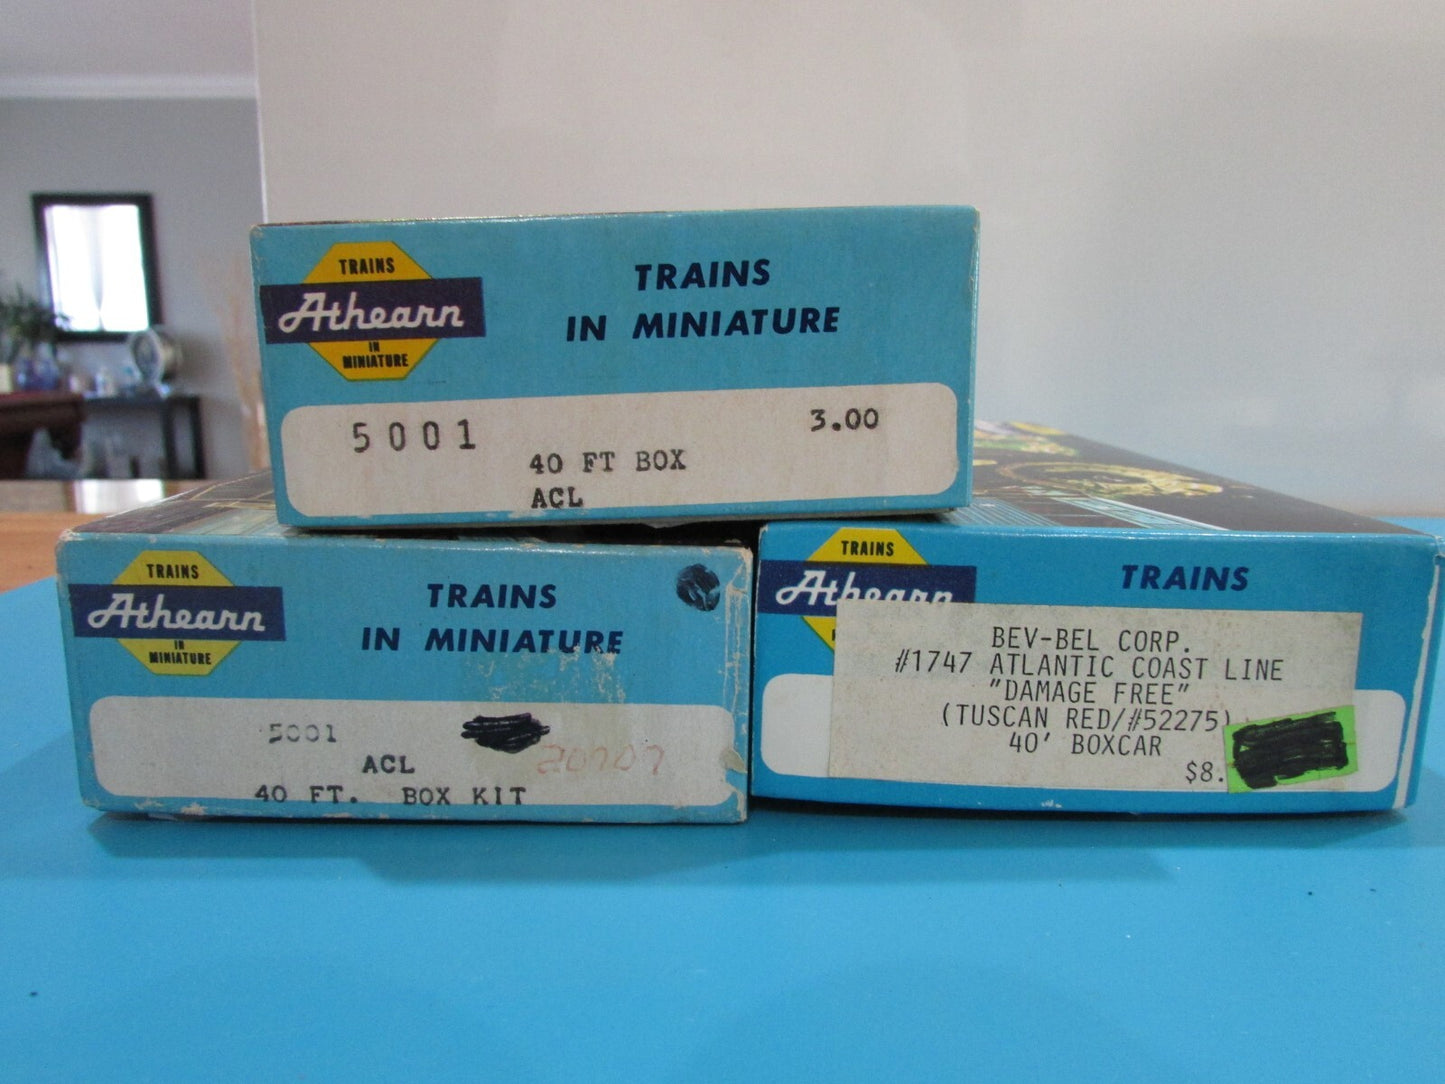 TRAINS
Athearn
IN
MINIATURE
TRAINS
IN MINIATURE
5001
3.00
40 FT BOX
ACL
TRAINS
Athearn
IN
MINIATURE
TRAINS
IN MINIATURE
5001
20707
ACL
40 FT. BOX KIT
TRAINS
Athearn
TRAINS
BEV-BEL CORP.
#1747 ATLANTIC COAST LINE
"DAMAGE FREE"
(TUSCAN RED/#52275)
40' BOXCAR
$8.